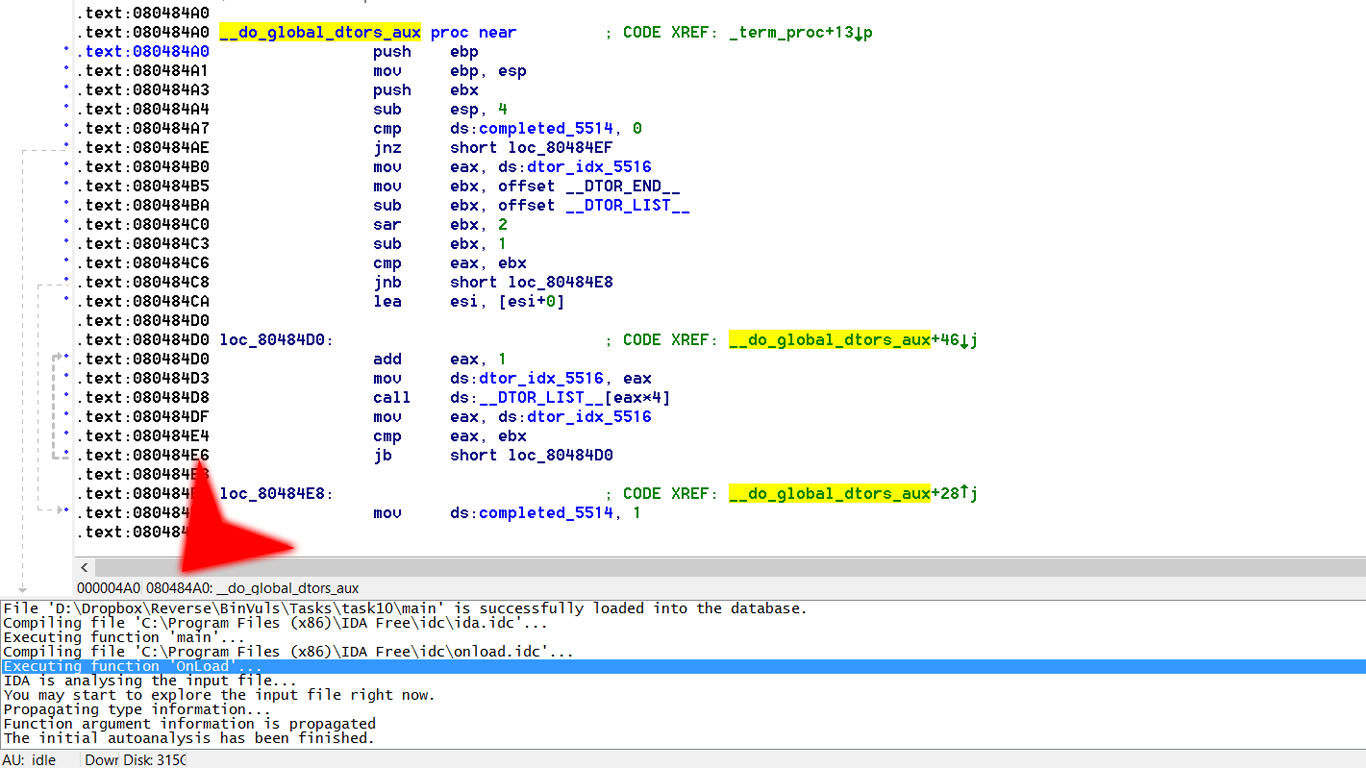 .text:080484A0
.text:080484A0 __do_global_dtors_aux proc near ; CODE XREF: _term_proc+13↓p
.text:080484A0 push ebp
.text:080484A1 mov ebp, esp
.text:080484A3 push ebx
.text:080484A4 sub esp, 4
.text:080484A7 cmp ds:completed_5514, 0
.text:080484AE jnz short loc_80484EF
.text:080484B0 mov eax, ds:dtor_idx_5516
.text:080484B5 mov ebx, offset __DTOR_END__
.text:080484BA sub ebx, offset __DTOR_LIST__
.text:080484C0 sar ebx, 2
.text:080484C3 sub ebx, 1
.text:080484C6 cmp eax, ebx
.text:080484C8 jnb short loc_80484E8
.text:080484CA lea esi, [esi+0]
.text:080484D0
.text:080484D0 loc_80484D0: ; CODE XREF: __do_global_dtors_aux+46↓j
.text:080484D0 add eax, 1
.text:080484D3 mov ds:dtor_idx_5516, eax
.text:080484D8 call ds:__DTOR_LIST__[eax*4]
.text:080484DF mov eax, ds:dtor_idx_5516
.text:080484E4 cmp eax, ebx
.text:080484E6 jb short loc_80484D0
.text:080484E8
.text:080484 loc_80484E8: ; CODE XREF: __do_global_dtors_aux+28↑j
.text:080484 mov ds:completed_5514, 1
.text:080484
<
000004A0 080484A0: __do_global_dtors_aux
File 'D:\Dropbox\Reverse\BinVuls\Tasks\task10\main' is successfully loaded into the database.
Compiling file 'C:\Program Files (x86)\IDA Free\idc\ida.idc'...
Executing function 'main'...
Compiling file 'C:\Program Files (x86)\IDA Free\idc\onload.idc'...
Executing function 'OnLoad'...
IDA is analysing the input file...
You may start to explore the input file right now.
Propagating type information...
Function argument information is propagated
The initial autoanalysis has been finished.
AU: idle Down Disk: 315G